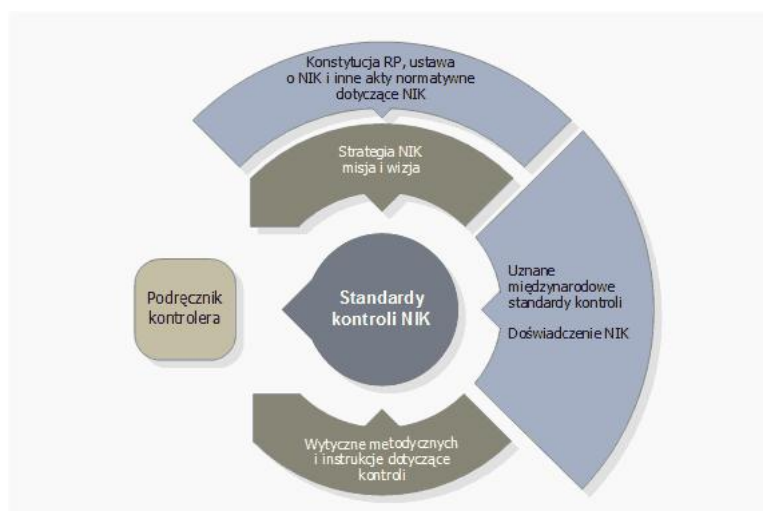 Konstytucja RP, ustawa
o NIK i inne akty normatywne
dotyczące NIK
Strategia NIK
misja i wizja
Uznane
międzynarodowe
standardy kontroli
Doświadczenie NIK
Podręcznik
kontrolera
Standardy
kontroli NIK
Wytyczne metodycznych
i instrukcje dotyczące
kontroli